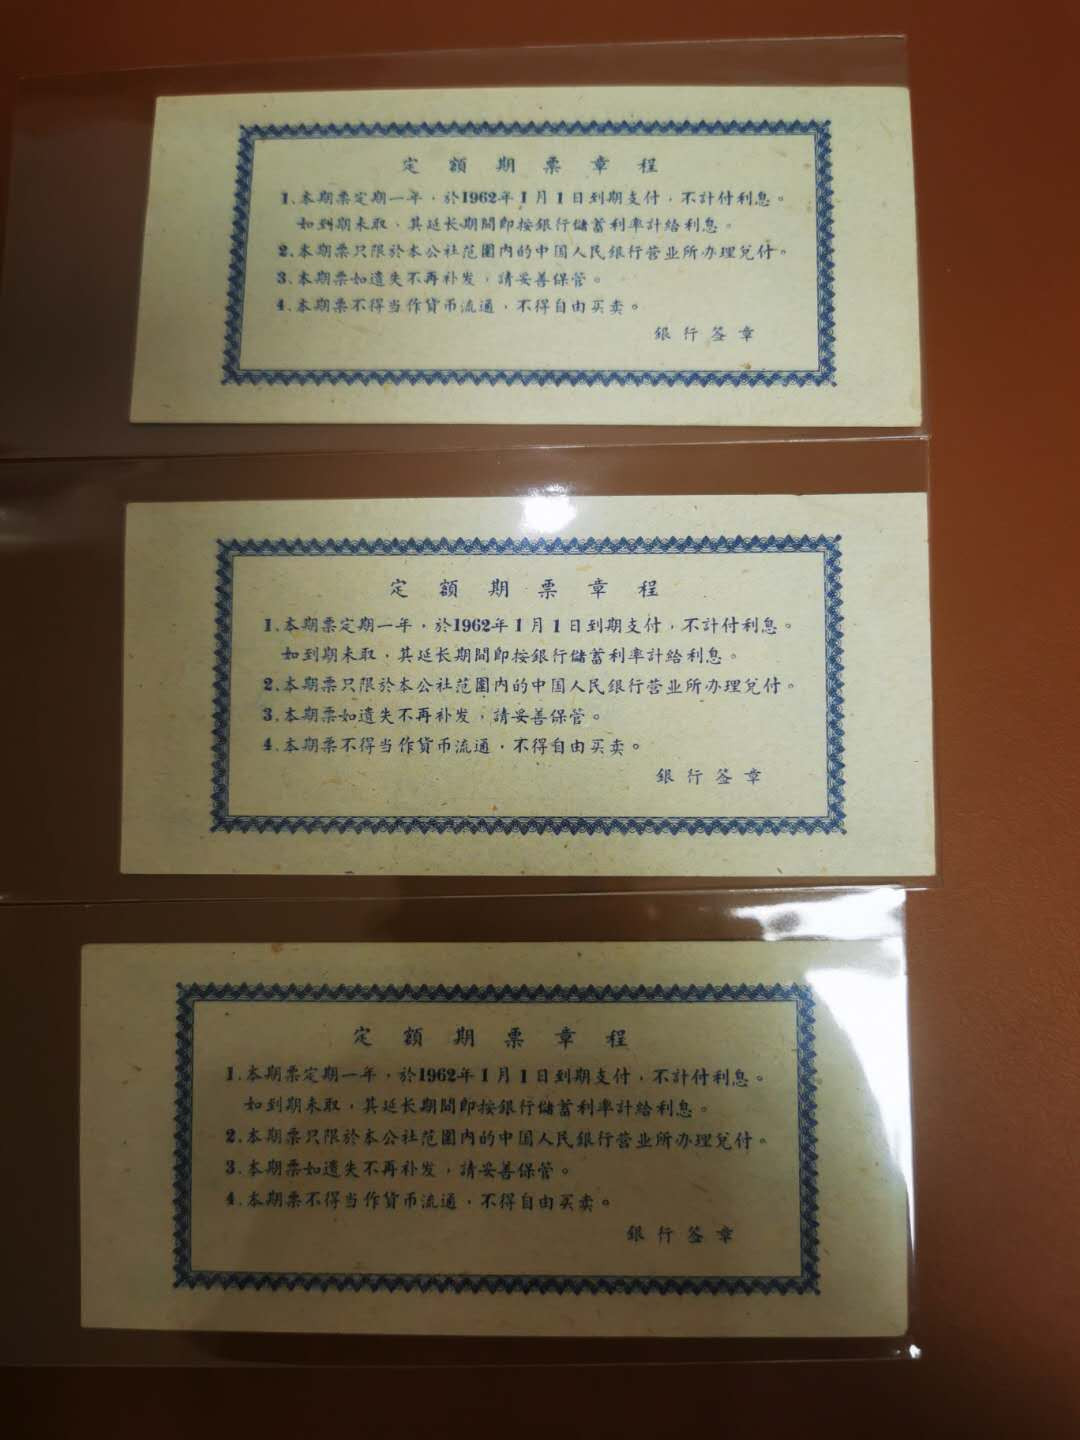 定額期票章程
1.本期票定期一年，於1962年1月1日到期支付，不計付利息。
如到期未取，其延长期間即按銀行儲蓄利率計給利息。
2.本期票只限於本公社范圍内的中国人民銀行营业所办理兌付。
3.本期票如遺失不再补发，請妥善保管。
4.本期票不得当作貨币流通，不得自由买卖。
銀行签章
定額期票章程
1.本期票定期一年，於1962年1月1日到期支付，不計付利息。
如到期未取，其延长期間即按銀行儲蓄利率計給利息。
2.本期票只限於本公社范圍内的中国人民銀行营业所办理兌付。
3.本期票如遺失不再补发，請妥善保管。
4.本期票不得当作貨币流通，不得自由买卖。
銀行签章
定額期票章程
1.本期票定期一年，於1962年1月1日到期支付，不計付利息。
如到期未取，其延长期間即按銀行儲蓄利率計給利息。
2.本期票只限於本公社范圍内的中国人民銀行营业所办理兌付。
3.本期票如遺失不再补发，請妥善保管。
4.本期票不得当作貨币流通，不得自由买卖。
銀行签章